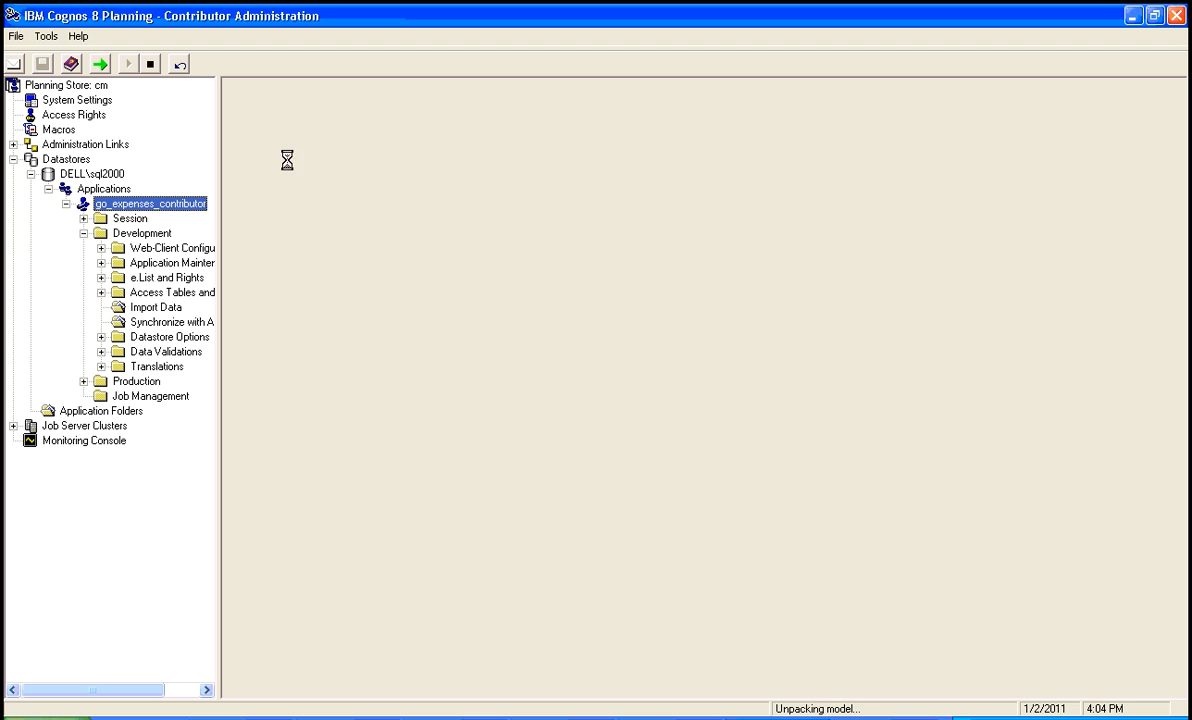 IBM Cognos 8 Planning - Contributor Administration
File Tools Help
Planning Store: cm
System Settings
Access Rights
Macros
Administration Links
Datastores
DELL\sql2000
Applications
go_expenses_contributor
Session
Development
Web-Client Configu
Application Mainter
e.List and Rights
Access Tables and
Import Data
Synchronize with A
Datastore Options
Data Validations
Translations
Production
Job Management
Application Folders
Job Server Clusters
Monitoring Console
Unpacking model... 1/2/2011 4:04 PM